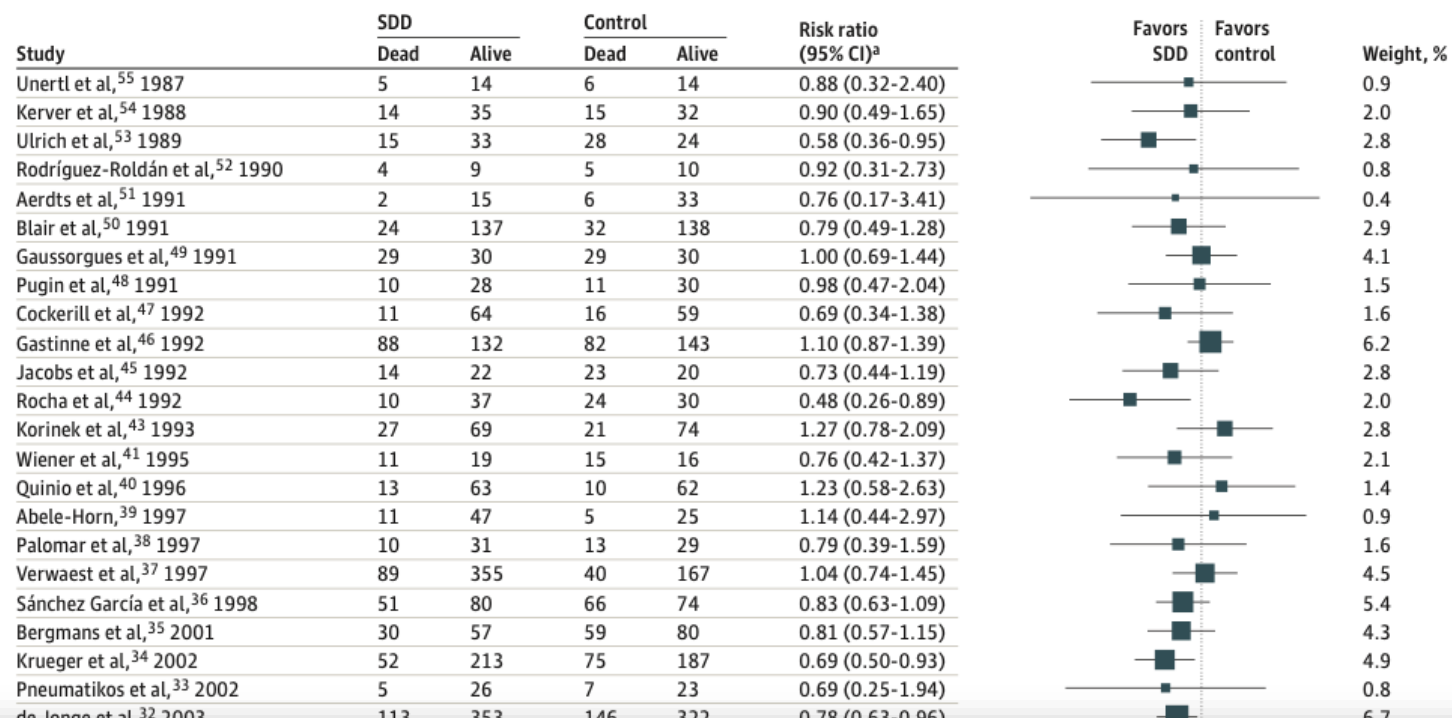 SDD Control Risk ratio Favors Favors
Study Dead Alive Dead Alive (95% CI)ª SDD control Weight, %
Unertl et al,55 1987 5 14 6 14 0.88 (0.32-2.40) 0.9
Kerver et al,54 1988 14 35 15 32 0.90 (0.49-1.65) 2.0
Ulrich et al,53 1989 15 33 28 24 0.58 (0.36-0.95) 2.8
Rodríguez-Roldán et al,52 1990 4 9 5 10 0.92 (0.31-2.73) 0.8
Aerdts et al,51 1991 2 15 6 33 0.76 (0.17-3.41) 0.4
Blair et al,50 1991 24 137 32 138 0.79 (0.49-1.28) 2.9
Gaussorgues et al,49 1991 29 30 29 30 1.00 (0.69-1.44) 4.1
Pugin et al,48 1991 10 28 11 30 0.98 (0.47-2.04) 1.5
Cockerill et al,47 1992 11 64 16 59 0.69 (0.34-1.38) 1.6
Gastinne et al,46 1992 88 132 82 143 1.10 (0.87-1.39) 6.2
Jacobs et al,45 1992 14 22 23 20 0.73 (0.44-1.19) 2.8
Rocha et al,44 1992 10 37 24 30 0.48 (0.26-0.89) 2.0
Korinek et al,43 1993 27 69 21 74 1.27 (0.78-2.09) 2.8
Wiener et al,41 1995 11 19 15 16 0.76 (0.42-1.37) 2.1
Quinio et al,40 1996 13 63 10 62 1.23 (0.58-2.63) 1.4
Abele-Horn,39 1997 11 47 5 25 1.14 (0.44-2.97) 0.9
Palomar et al,38 1997 10 31 13 29 0.79 (0.39-1.59) 1.6
Verwaest et al,37 1997 89 355 40 167 1.04 (0.74-1.45) 4.5
Sánchez García et al,36 1998 51 80 66 74 0.83 (0.63-1.09) 5.4
Bergmans et al,35 2001 30 57 59 80 0.81 (0.57-1.15) 4.3
Krueger et al,34 2002 52 213 75 187 0.69 (0.50-0.93) 4.9
Pneumatikos et al,33 2002 5 26 7 23 0.69 (0.25-1.94) 0.8
de Jonge et al,32 2003 113 353 146 322 0.78 (0.63-0.96) 6.7